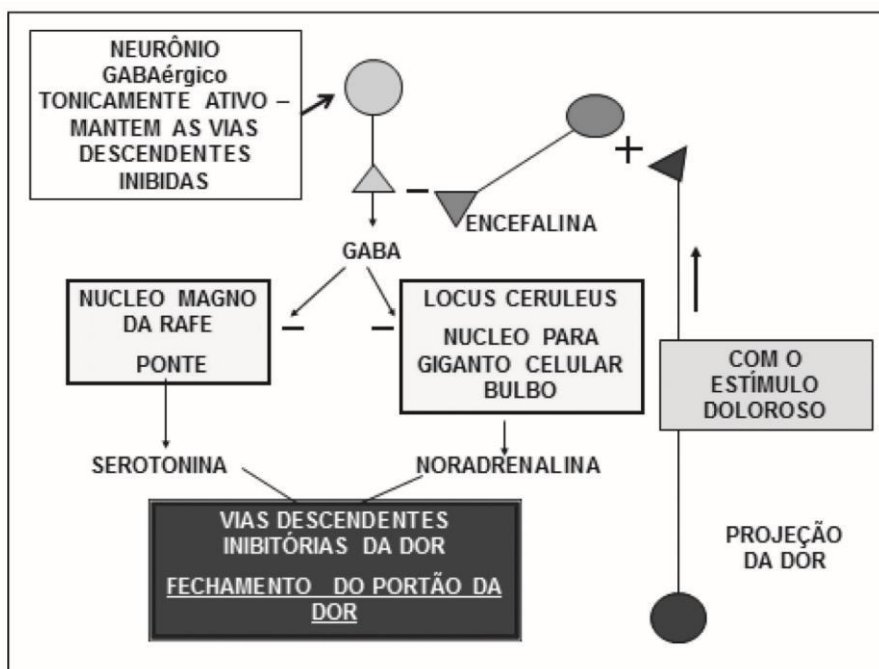 NEURÔNIO
GABAérgico
TONICAMENTE ATIVO –
MANTEM AS VIAS
DESCENDENTES
INIBIDAS
+
–
ENCEFALINA
GABA
NUCLEO MAGNO
DA RAFE
PONTE
–
–
LOCUS CERULEUS
NUCLEO PARA
GIGANTO CELULAR
BULBO
COM O
ESTÍMULO
DOLOROSO
SEROTONINA
NORADRENALINA
VIAS DESCENDENTES
INIBITÓRIAS DA DOR
FECHAMENTO DO PORTÃO DA
DOR
PROJEÇÃO
DA DOR